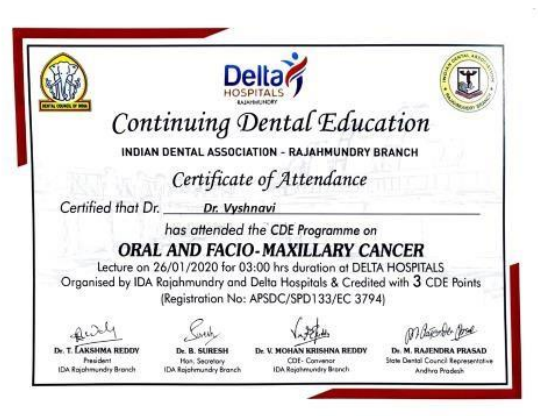 DENTAL COUNCIL OF INDIA
Delta
HOSPITALS
RAJAHMUNDRY
INDIAN DENTAL ASSOCIATION
RAJAHMUNDRY BRANCH
Continuing Dental Education
INDIAN DENTAL ASSOCIATION - RAJAHMUNDRY BRANCH
Certificate of Attendance
Certified that Dr. Dr. Vyshnavi
has attended the CDE Programme on
ORAL AND FACIO-MAXILLARY CANCER
Lecture on 26/01/2020 for 03:00 hrs duration at DELTA HOSPITALS
Organised by IDA Rajahmundry and Delta Hospitals & Credited with 3 CDE Points
(Registration No: APSDC/SPD133/EC 3794)
Dr. T. LAKSHMA REDDY
President
IDA Rajahmundry Branch
Dr. B. SURESH
Hon. Secretary
IDA Rajahmundry Branch
Dr. V. MOHAN KRISHNA REDDY
CDE- Convenor
IDA Rajahmundry Branch
Dr. M. RAJENDRA PRASAD
State Dental Council Representative
Andhra Pradesh